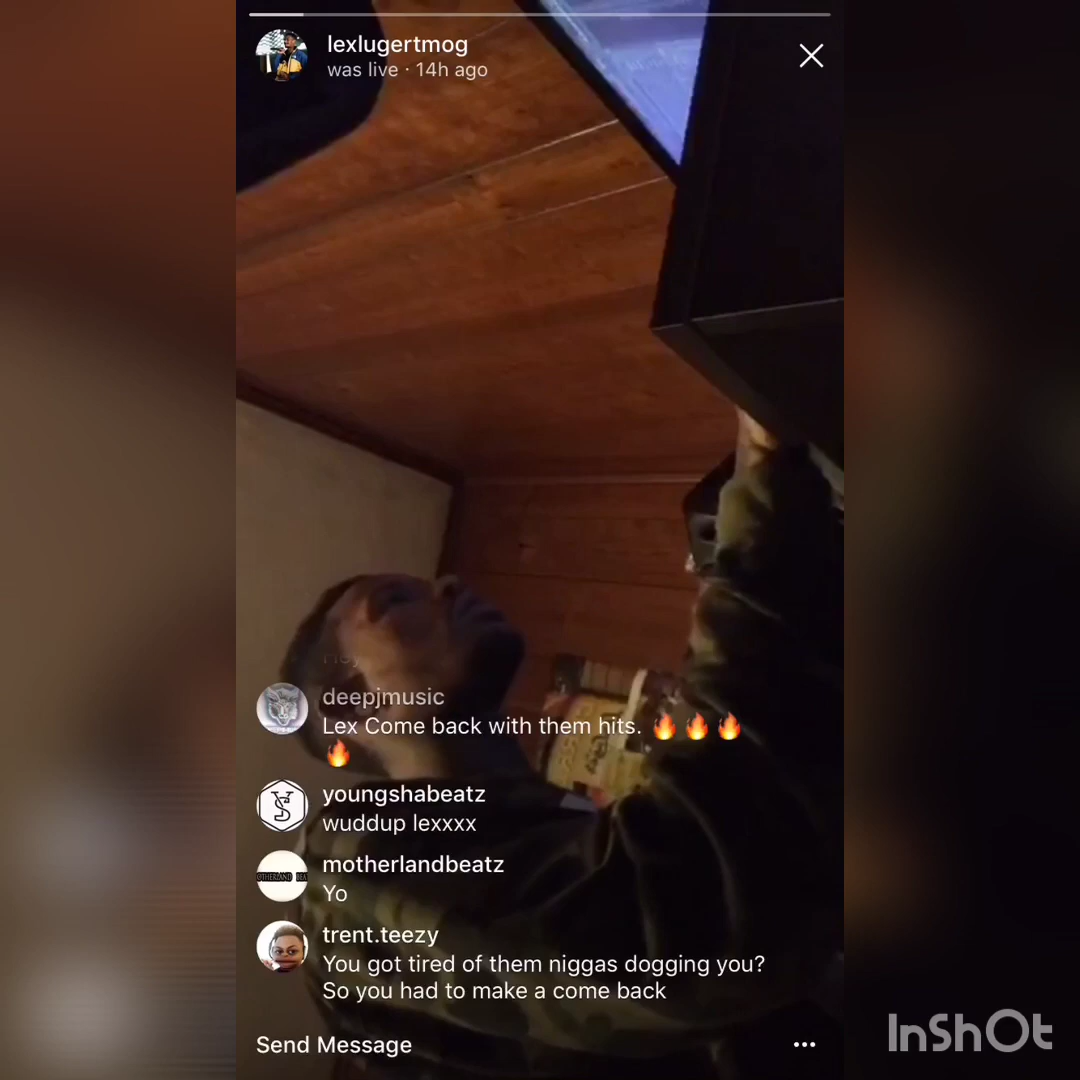 lexlugertmog
was live · 14h ago
deepjmusic
Lex Come back with them hits. 🔥🔥🔥
🔥
youngshabeatz
wuddup lexxxx
motherlandbeatz
Yo
trent.teezy
You got tired of them niggas dogging you?
So you had to make a come back
Send Message
InShOt